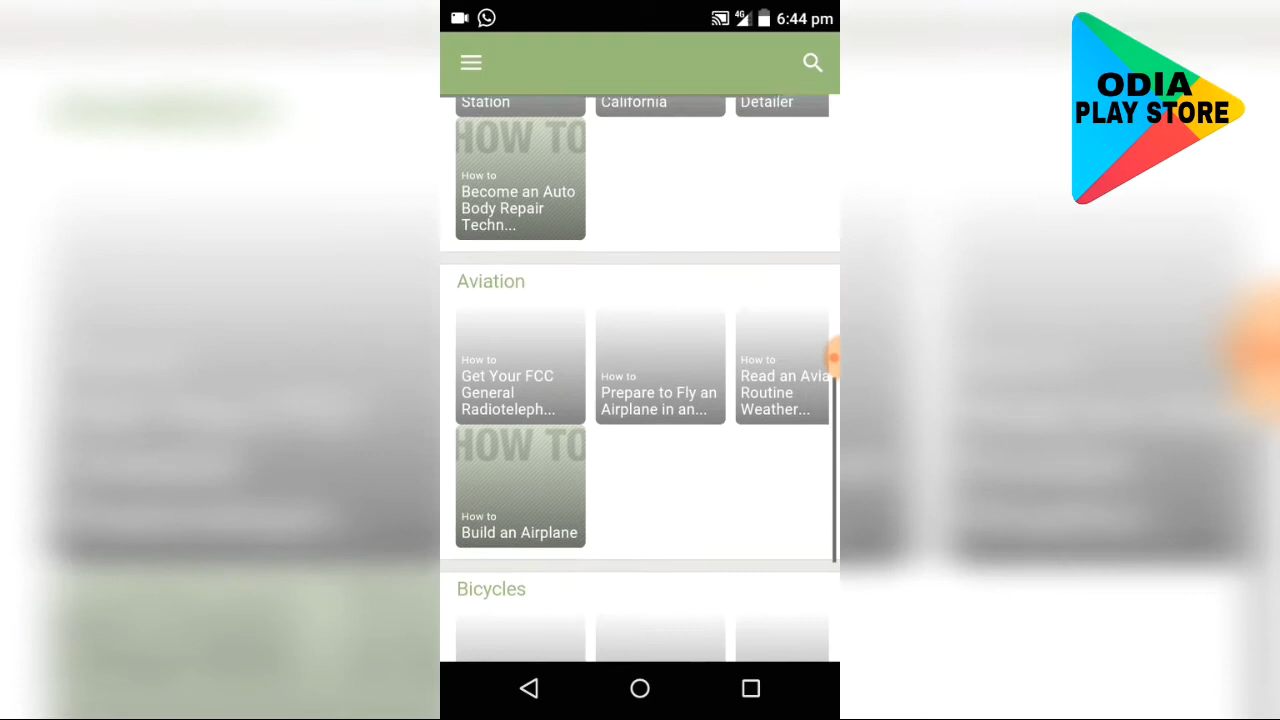 4G 6:44 pm
ODIA
PLAY STORE
Station
California
Detailer
HOW TO
How to
Become an Auto
Body Repair
Techn...
Aviation
How to
Get Your FCC
General
Radioteleph...
How to
Prepare to Fly an
Airplane in an...
How to
Read an Avia
Routine
Weather...
HOW TO
How to
Build an Airplane
Bicycles